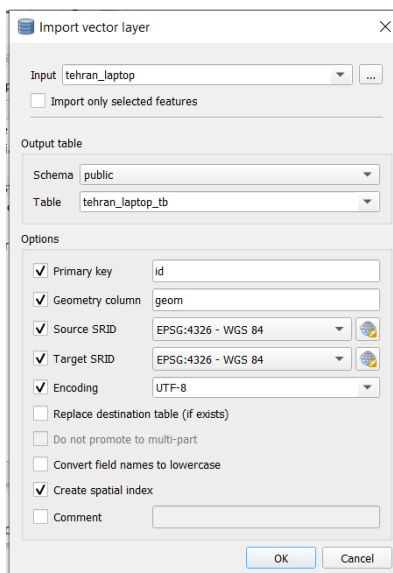 Import vector layer
Input tehran_laptop ...
Import only selected features
Output table
Schema public
Table tehran_laptop_tb
Options
Primary key id
Geometry column geom
Source SRID EPSG:4326 - WGS 84
Target SRID EPSG:4326 - WGS 84
Encoding UTF-8
Replace destination table (if exists)
Do not promote to multi-part
Convert field names to lowercase
Create spatial index
Comment
OK Cancel